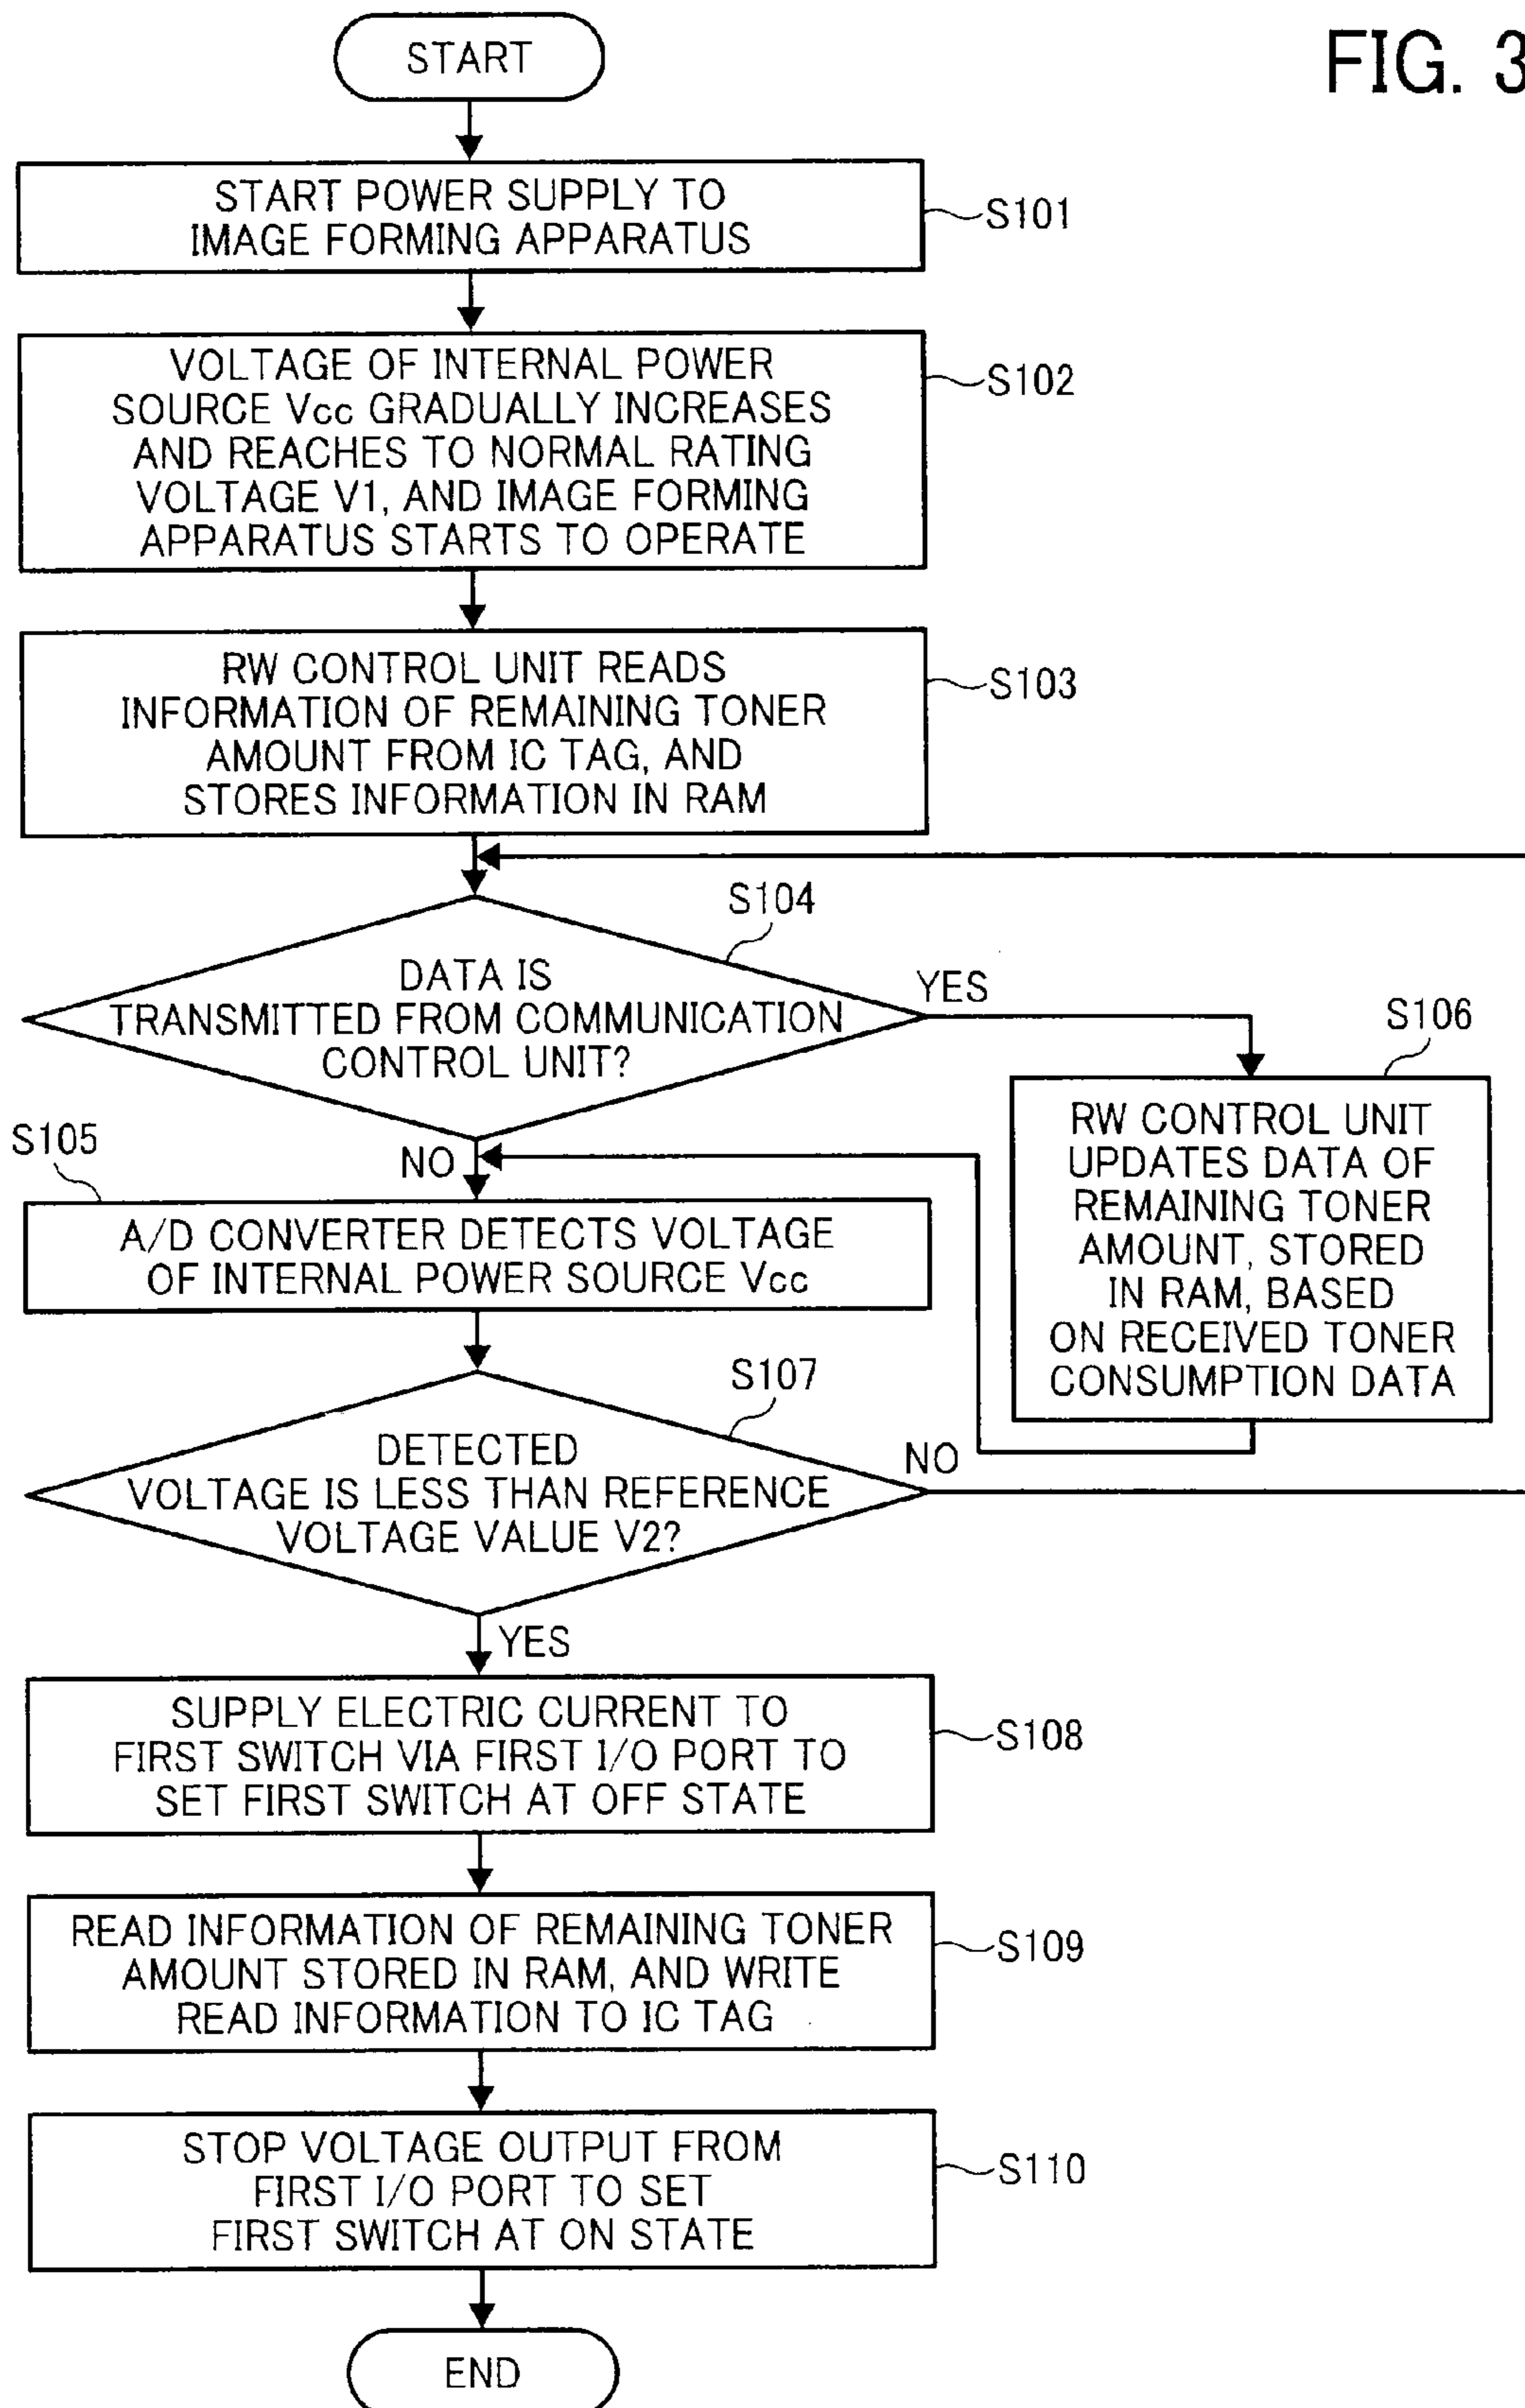 FIG. 3
START
START POWER SUPPLY TO
IMAGE FORMING APPARATUS
S101
VOLTAGE OF INTERNAL POWER
SOURCE Vcc GRADUALLY INCREASES
AND REACHES TO NORMAL RATING
VOLTAGE V1, AND IMAGE FORMING
APPARATUS STARTS TO OPERATE
S102
RW CONTROL UNIT READS
INFORMATION OF REMAINING TONER
AMOUNT FROM IC TAG, AND
STORES INFORMATION IN RAM
S103
S104
DATA IS
TRANSMITTED FROM COMMUNICATION
CONTROL UNIT?
YES
NO
S106
RW CONTROL UNIT
UPDATES DATA OF
REMAINING TONER
AMOUNT, STORED
IN RAM, BASED
ON RECEIVED TONER
CONSUMPTION DATA
S105
A/D CONVERTER DETECTS VOLTAGE
OF INTERNAL POWER SOURCE Vcc
S107
DETECTED
VOLTAGE IS LESS THAN REFERENCE
VOLTAGE VALUE V2?
NO
YES
SUPPLY ELECTRIC CURRENT TO
FIRST SWITCH VIA FIRST I/O PORT TO
SET FIRST SWITCH AT OFF STATE
S108
READ INFORMATION OF REMAINING TONER
AMOUNT STORED IN RAM, AND WRITE
READ INFORMATION TO IC TAG
S109
STOP VOLTAGE OUTPUT FROM
FIRST I/O PORT TO SET
FIRST SWITCH AT ON STATE
S110
END